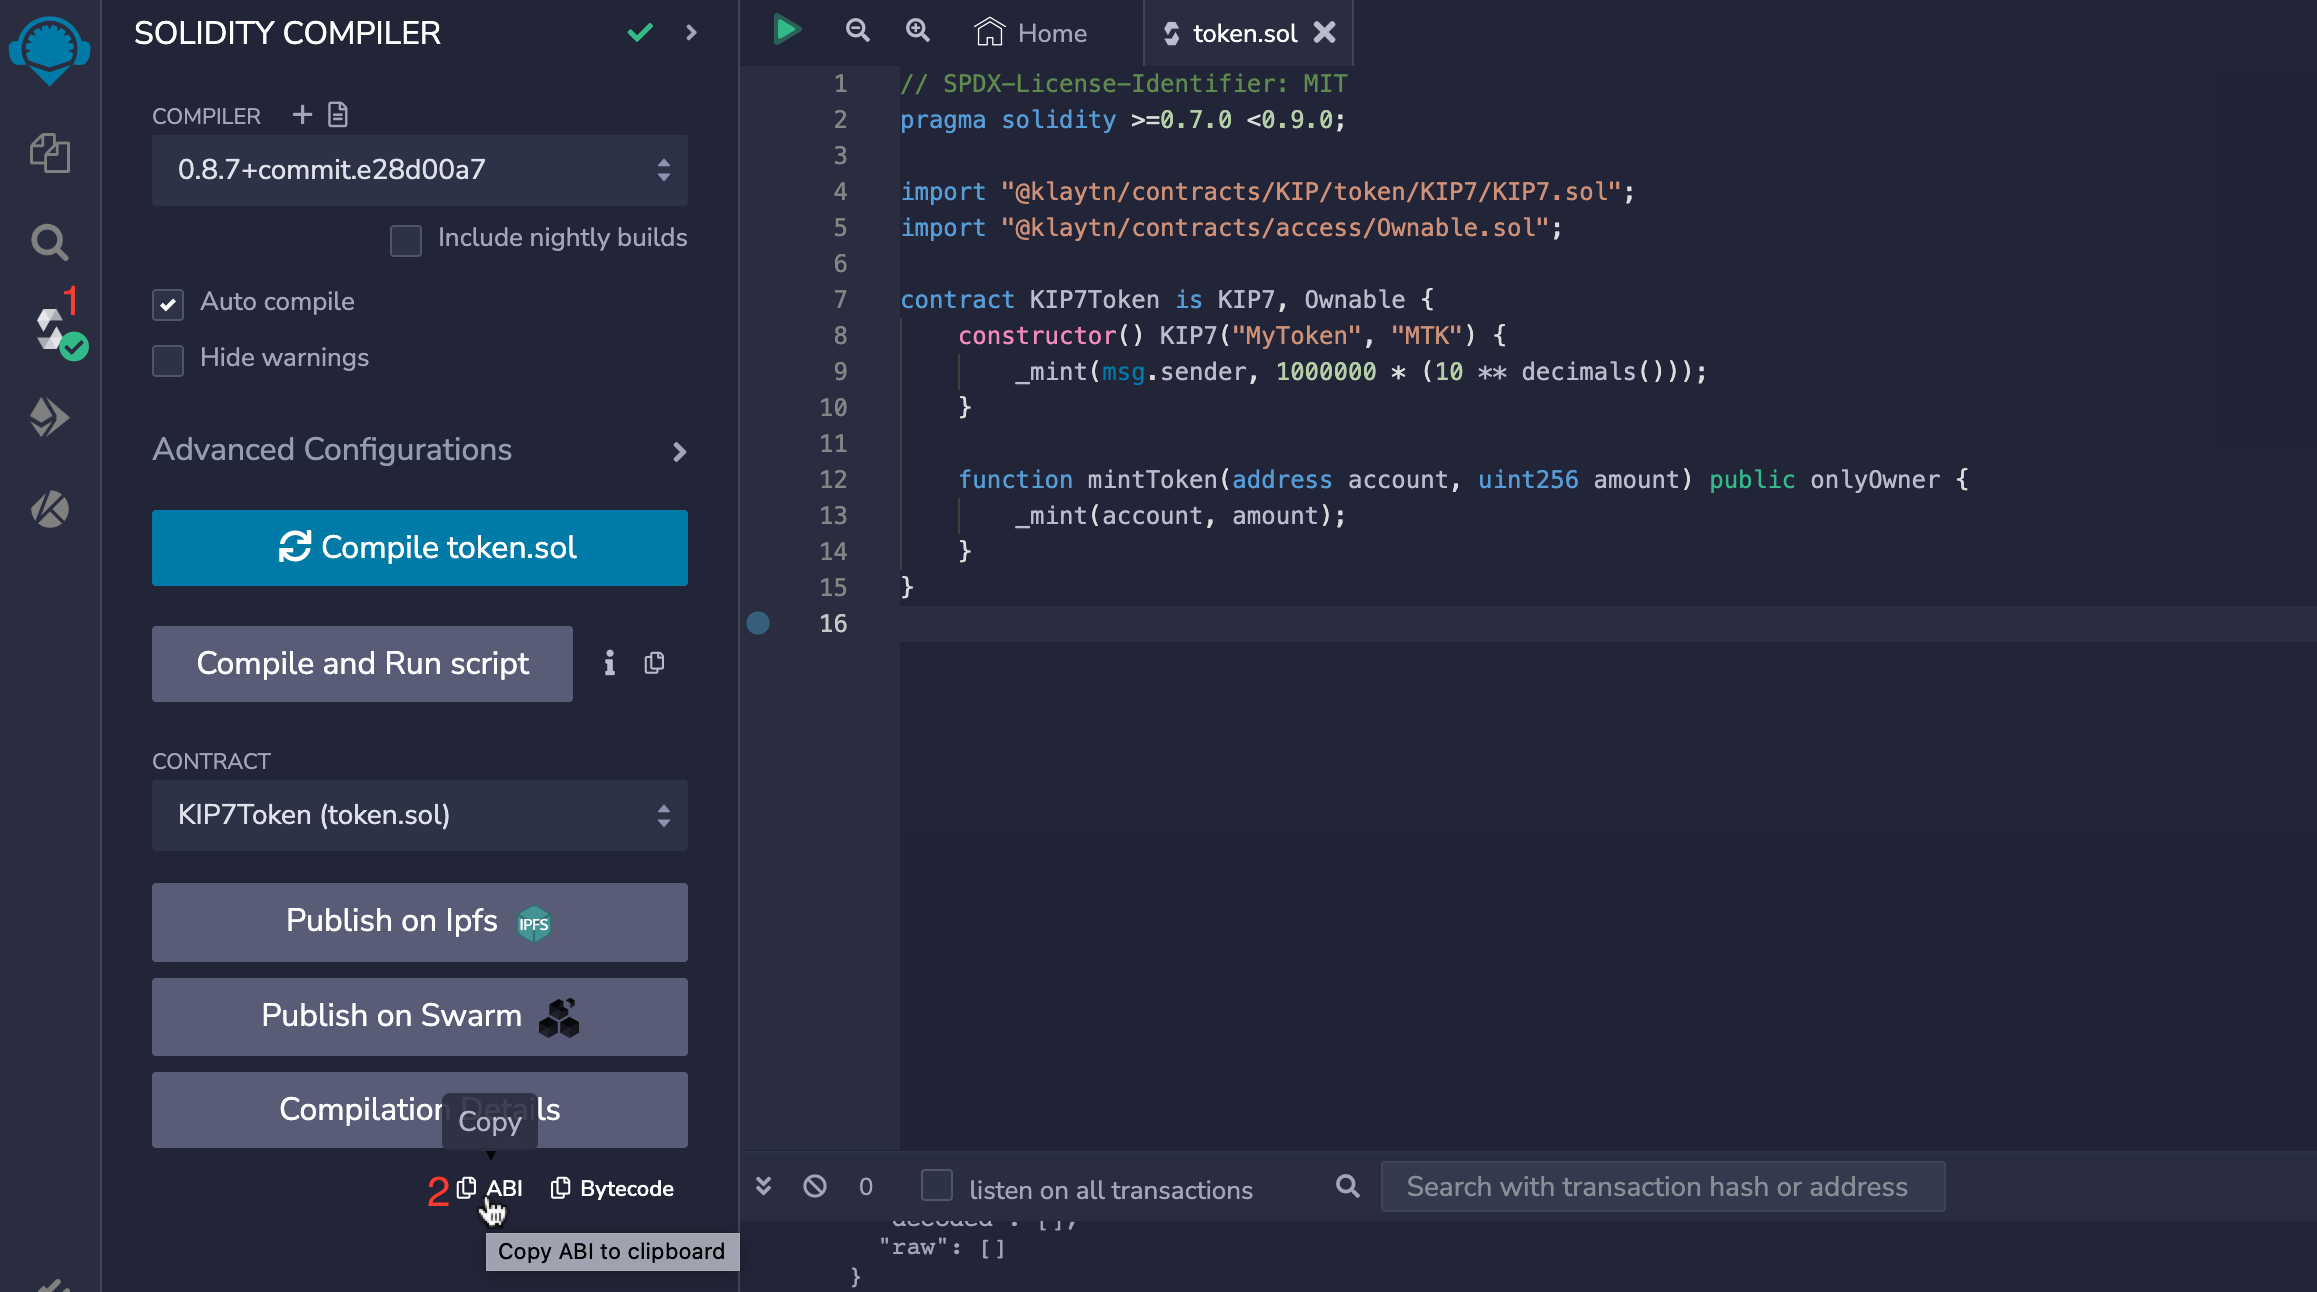 SOLIDITY COMPILER
COMPILER
0.8.7+commit.e28d00a7
Include nightly builds
1
Auto compile
Hide warnings
Advanced Configurations
Compile token.sol
Compile and Run script
CONTRACT
KIP7Token (token.sol)
Publish on Ipfs IPFS
Publish on Swarm
Compilation Details
Copy
2 ABI Bytecode
Copy ABI to clipboard
Home token.sol
1 // SPDX-License-Identifier: MIT
2 pragma solidity >=0.7.0 <0.9.0;
3
4 import "@klaytn/contracts/KIP/token/KIP7/KIP7.sol";
5 import "@klaytn/contracts/access/Ownable.sol";
6
7 contract KIP7Token is KIP7, Ownable {
8 constructor() KIP7("MyToken", "MTK") {
9 _mint(msg.sender, 1000000 * (10 ** decimals()));
10 }
11
12 function mintToken(address account, uint256 amount) public onlyOwner {
13 _mint(account, amount);
14 }
15 }
16
0 listen on all transactions Search with transaction hash or address
"decoded": [],
"raw": []
}